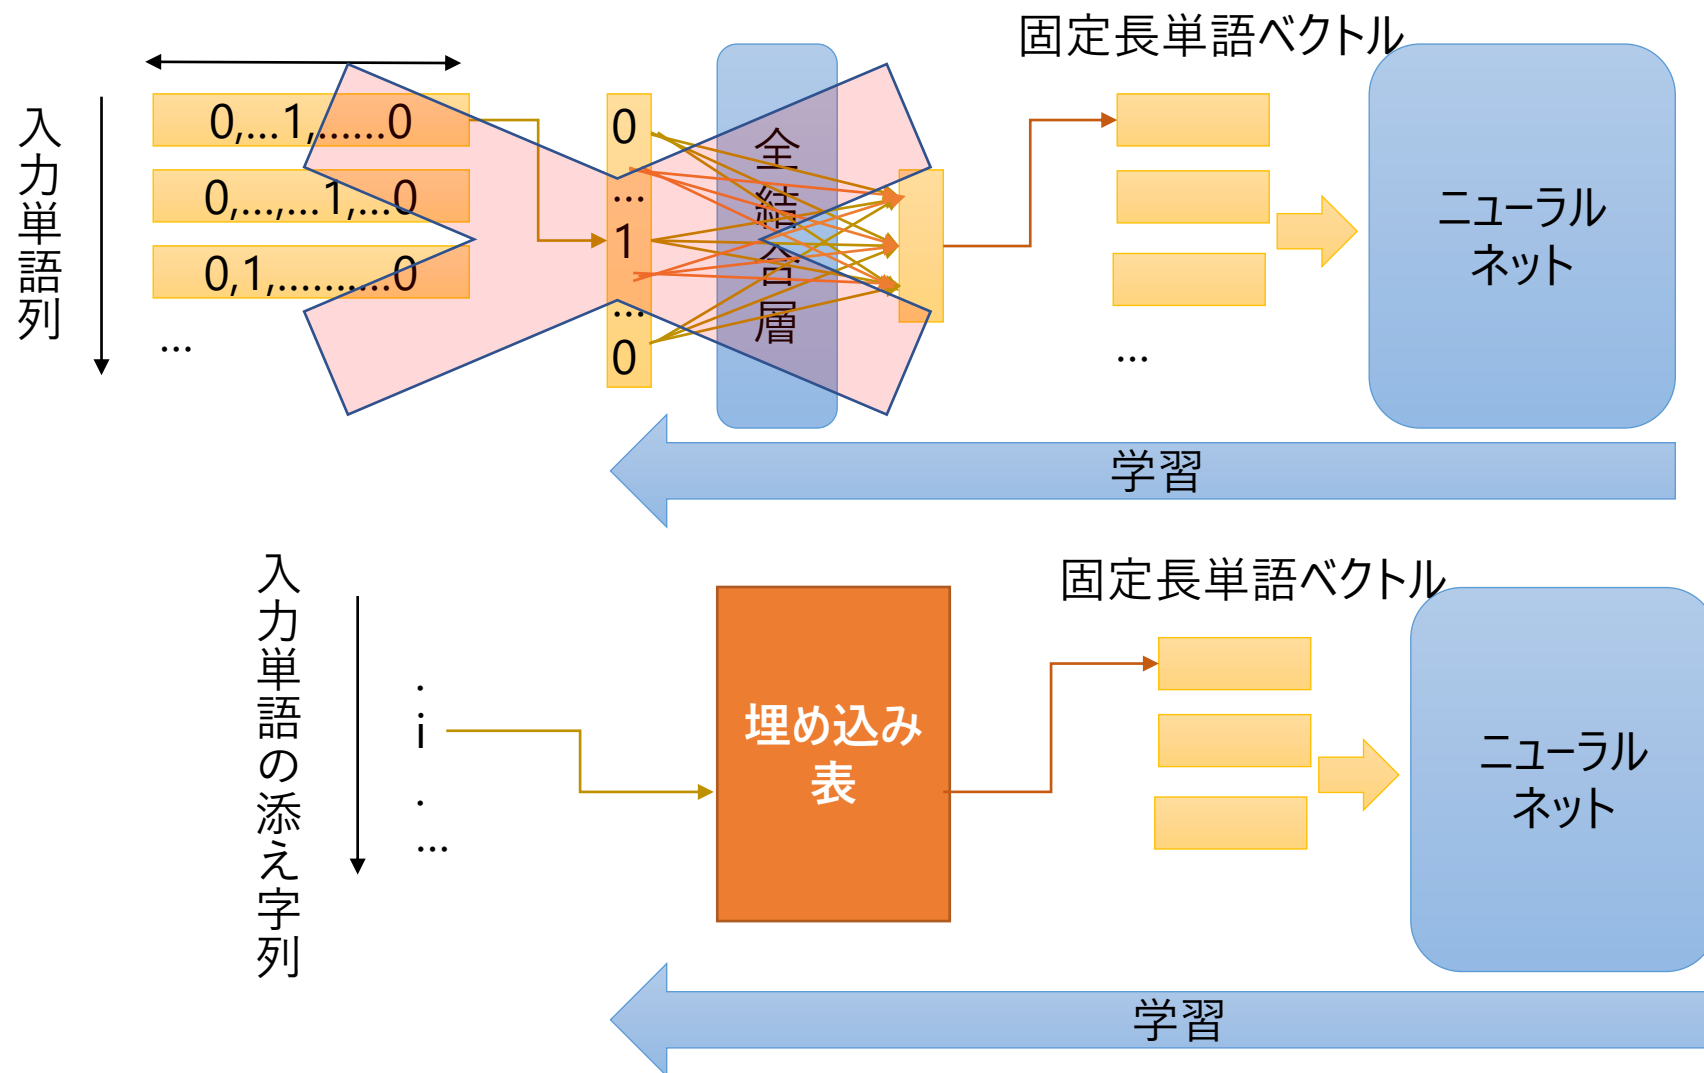 固定長単語ベクトル
入力単語列
0,...1,......0
0,...,...1,...0
0,1,..........0
...
0
...
1
...
0
全結合層
...
ニューラル
ネット
学習
入力単語の添え字列
.
i
.
...
埋め込み
表
固定長単語ベクトル
ニューラル
ネット
学習